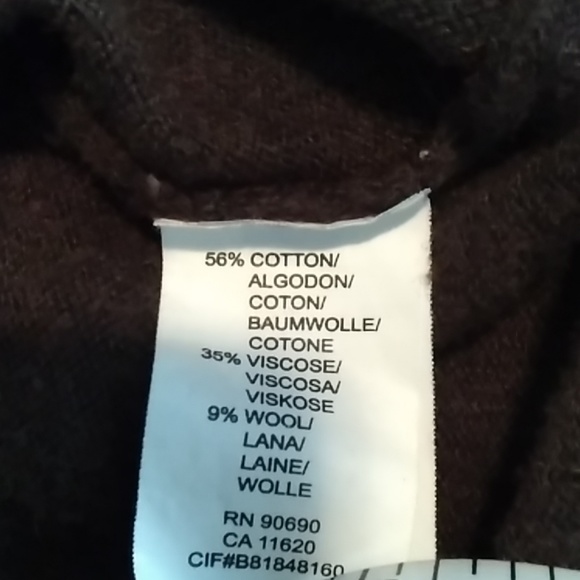 56% COTTON/
ALGODON/
COTON/
BAUMWOLLE/
COTONE
35% VISCOSE/
VISCOSA/
VISKOSE
9% WOOL/
LANA/
LAINE/
WOLLE
RN 90690
CA 11620
CIF#B81848160